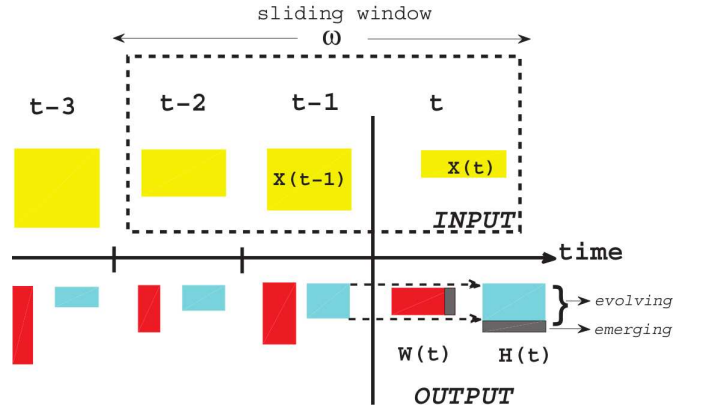 sliding window
ω
t-3
t-2
t-1
t
X(t-1)
X(t)
INPUT
time
evolving
emerging
W(t)
H(t)
OUTPUT